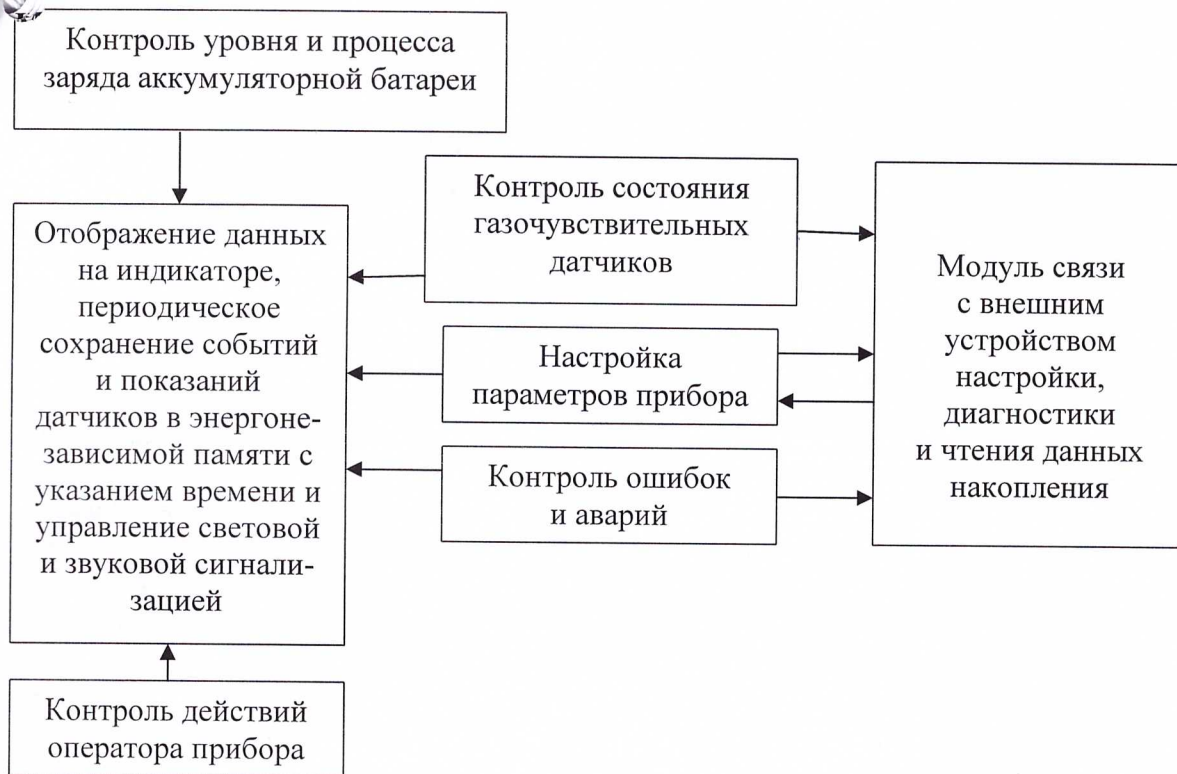 Контроль уровня и процесса
заряда аккумуляторной батареи
Отображение данных
на индикаторе,
периодическое
сохранение событий
и показаний
датчиков в энергоне-
зависимой памяти с
указанием времени и
управление световой
и звуковой сигнали-
зацией
Контроль состояния
газочувствительных
датчиков
Настройка
параметров прибора
Контроль ошибок
и аварий
Модуль связи
с внешним
устройством
настройки,
диагностики
и чтения данных
накопления
Контроль действий
оператора прибора